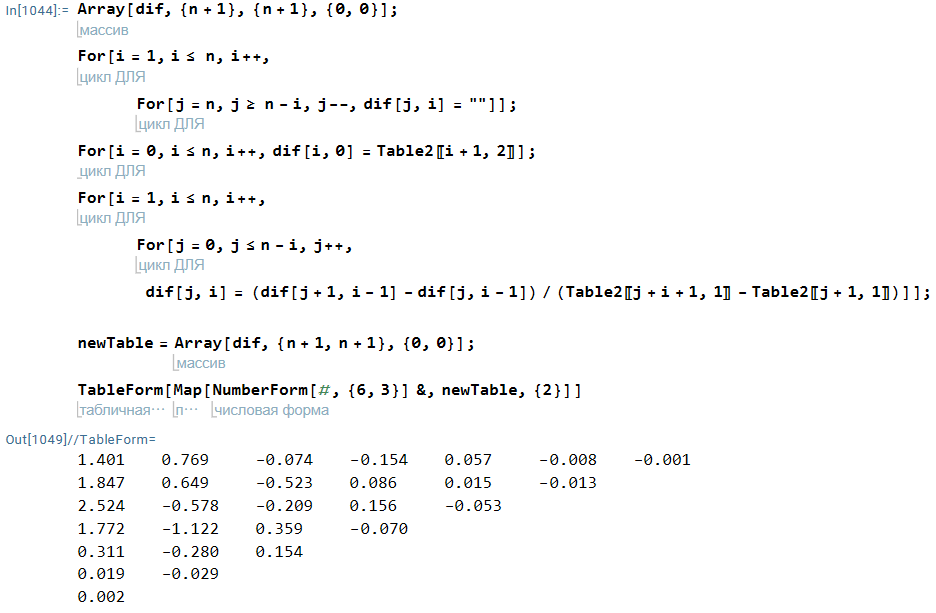 In[1044]:= Array[dif, {n + 1}, {n + 1}, {0, 0}];
массив
For[i = 1, i ≤ n, i++,
цикл ДЛЯ
For[j = n, j ≥ n - i, j--, dif[j, i] = ""]];
цикл ДЛЯ
For[i = 0, i ≤ n, i++, dif[i, 0] = Table2〚i + 1, 2〛];
цикл ДЛЯ
For[i = 1, i ≤ n, i++,
цикл ДЛЯ
For[j = 0, j ≤ n - i, j++,
цикл ДЛЯ
dif[j, i] = (dif[j + 1, i - 1] - dif[j, i - 1]) / (Table2〚j + i + 1, 1〛 - Table2〚j + 1, 1〛)]];
newTable = Array[dif, {n + 1, n + 1}, {0, 0}];
массив
TableForm[Map[NumberForm[#, {6, 3}] &, newTable, {2}]]
табличная⋯ п⋯ числовая форма
Out[1049]//TableForm=
1.401 0.769 -0.074 -0.154 0.057 -0.008 -0.001
1.847 0.649 -0.523 0.086 0.015 -0.013
2.524 -0.578 -0.209 0.156 -0.053
1.772 -1.122 0.359 -0.070
0.311 -0.280 0.154
0.019 -0.029
0.002